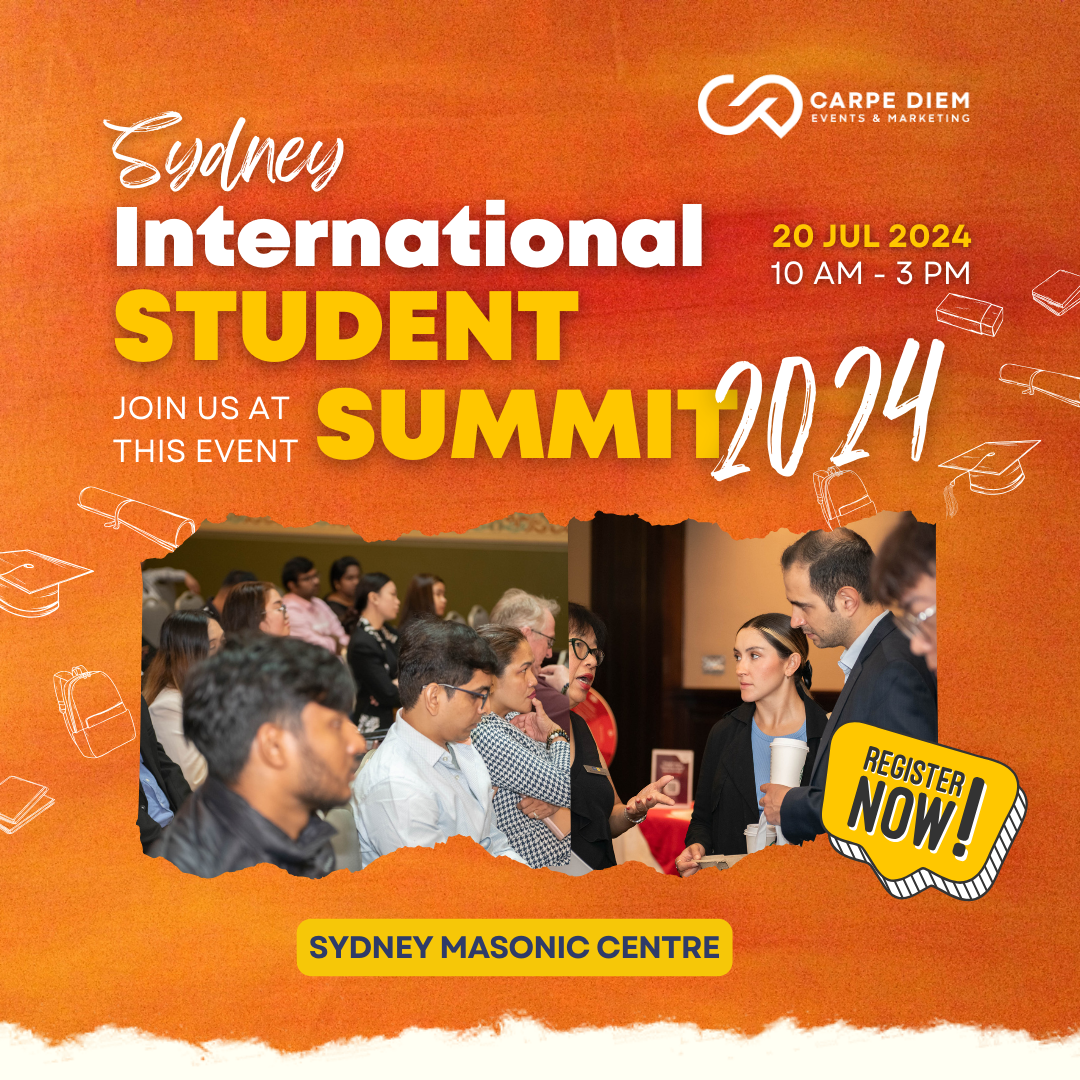 CARPE DIEM
EVENTS & MARKETING
Sydney
International
STUDENT
SUMMIT 2024
20 JUL 2024
10 AM - 3 PM
JOIN US AT
THIS EVENT
REGISTER
NOW!
SYDNEY MASONIC CENTRE